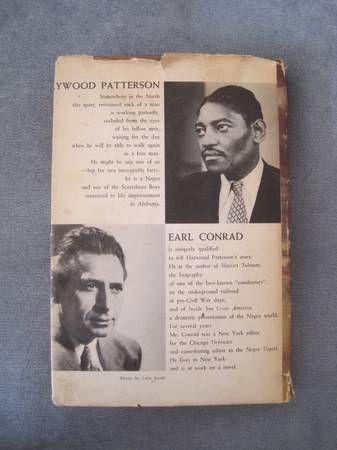 YWOOD PATTERSON
Somewhere in the North
this quiet, restrained rock of a man
is working patiently,
secluded from the eyes
of his fellow men,
waiting for the day
when he will be able to walk again
as a free man.
He might be any one of us
—but for two inescapable facts:
he is a Negro
and one of the Scottsboro Boys
sentenced to life imprisonment
in Alabama.
EARL CONRAD
is uniquely qualified
to tell Haywood Patterson's story.
He is the author of Harriet Tubman,
the biography
of one of the best-known "conductors"
on the underground railroad
of pre-Civil War days,
and of Inside Jim Crow America,
a dramatic presentation of the Negro world.
For several years
Mr. Conrad was a New York editor
for the Chicago Defender
and contributing editor to the Negro Digest.
He lives in New York
and is at work on a novel.
Photo by